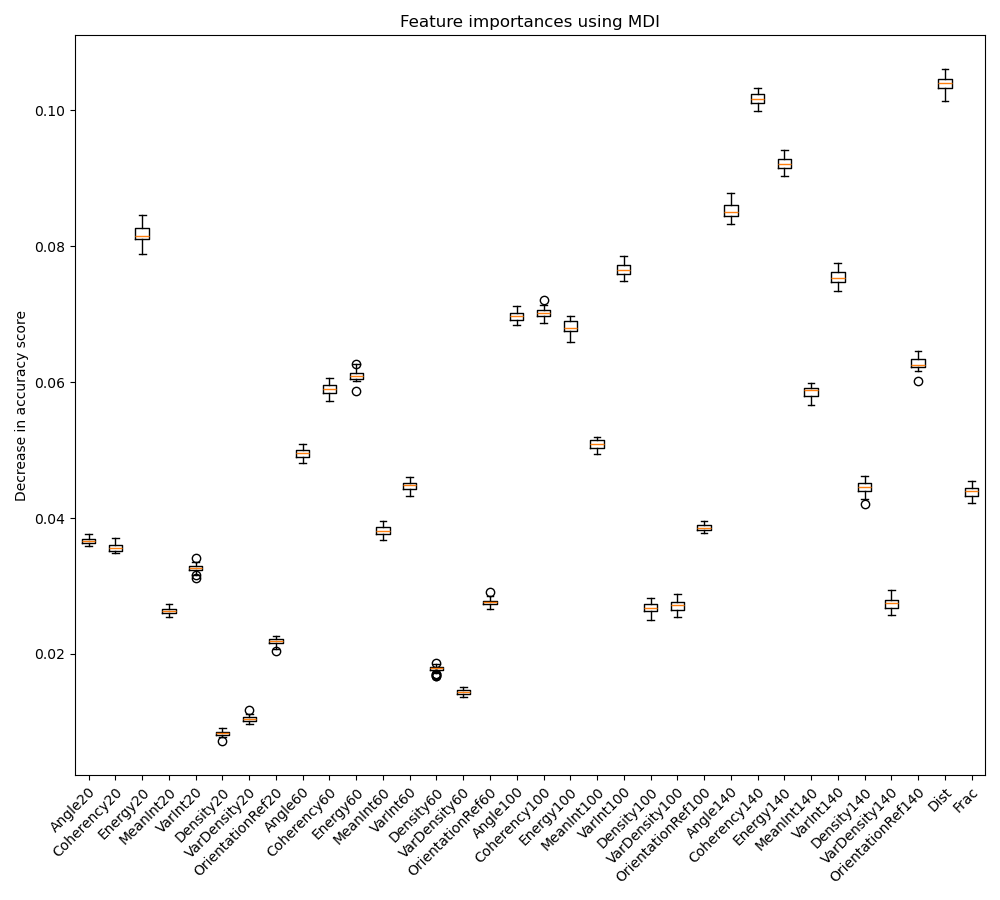 Feature importances using MDI
Decrease in accuracy score
0.10
0.08
0.06
0.04
0.02
Angle20
Coherency20
Energy20
MeanInt20
VarInt20
Density20
VarDensity20
OrientationRef20
Angle60
Coherency60
Energy60
MeanInt60
VarInt60
Density60
VarDensity60
OrientationRef60
Angle100
Coherency100
Energy100
MeanInt100
VarInt100
Density100
VarDensity100
OrientationRef100
Angle140
Coherency140
Energy140
MeanInt140
VarInt140
Density140
VarDensity140
OrientationRef140
Dist
Frac